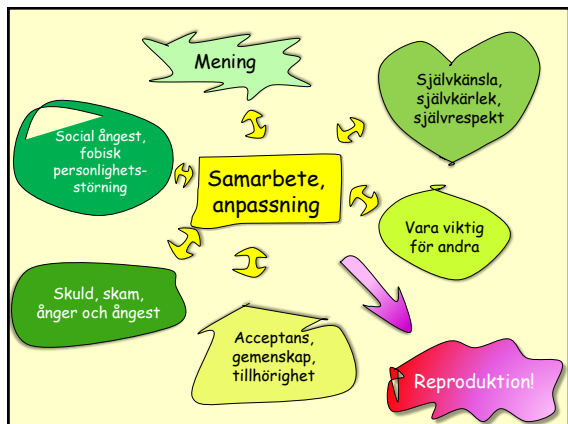 Mening
Självkänsla,
självkärlek,
självrespekt
Social ångest,
fobisk
personlighets-
störning
Samarbete,
anpassning
Vara viktig
för andra
Skuld, skam,
ånger och ångest
Acceptans,
gemenskap,
tillhörighet
Reproduktion!